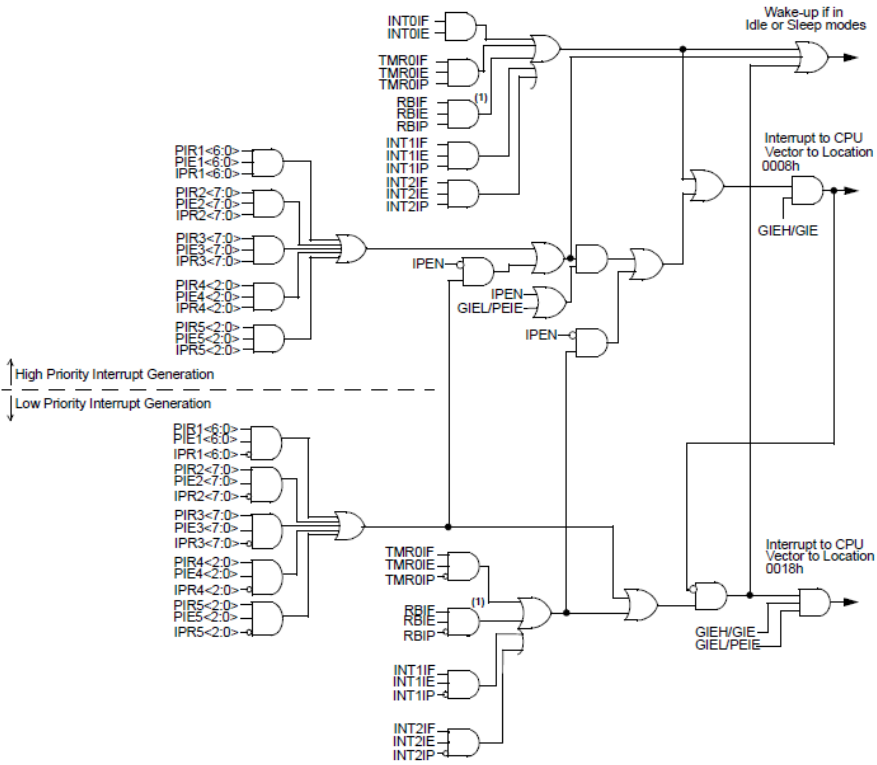 INT0IF
INT0IE
TMR0IF
TMR0IE
TMR0IP
RBIF
RBIE
RBIP
(1)
INT1IF
INT1IE
INT1IP
INT2IF
INT2IE
INT2IP
Wake-up if in
Idle or Sleep modes
Interrupt to CPU
Vector to Location
0008h
GIEH/GIE
PIR1<6:0>
PIE1<6:0>
IPR1<6:0>
PIR2<7:0>
PIE2<7:0>
IPR2<7:0>
PIR3<7:0>
PIE3<7:0>
IPR3<7:0>
PIR4<2:0>
PIE4<2:0>
IPR4<2:0>
PIR5<2:0>
PIE5<2:0>
IPR5<2:0>
IPEN
IPEN
GIEL/PEIE
IPEN
High Priority Interrupt Generation
Low Priority Interrupt Generation
PIR1<6:0>
PIE1<6:0>
IPR1<6:0>
PIR2<7:0>
PIE2<7:0>
IPR2<7:0>
PIR3<7:0>
PIE3<7:0>
IPR3<7:0>
PIR4<2:0>
PIE4<2:0>
IPR4<2:0>
PIR5<2:0>
PIE5<2:0>
IPR5<2:0>
TMR0IF
TMR0IE
TMR0IP
RBIF
RBIE
RBIP
(1)
INT1IF
INT1IE
INT1IP
INT2IF
INT2IE
INT2IP
Interrupt to CPU
Vector to Location
0018h
GIEH/GIE
GIEL/PEIE